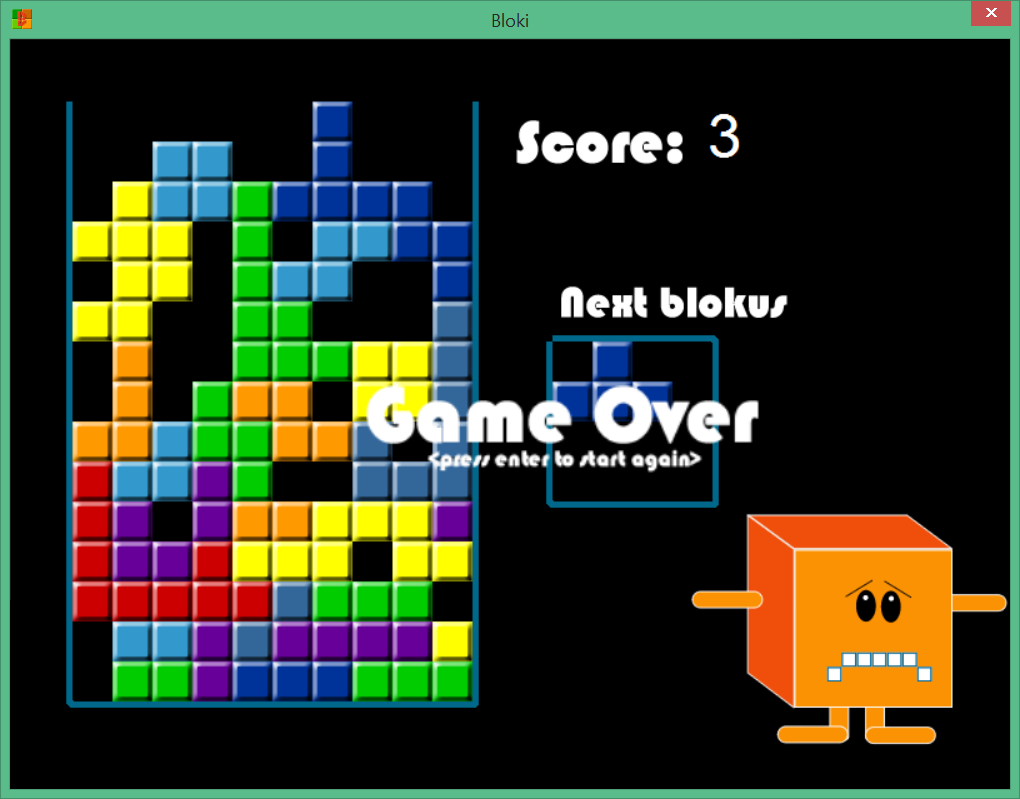 Bloki
Score: 3
Next blokus
Game Over
<press enter to start again>